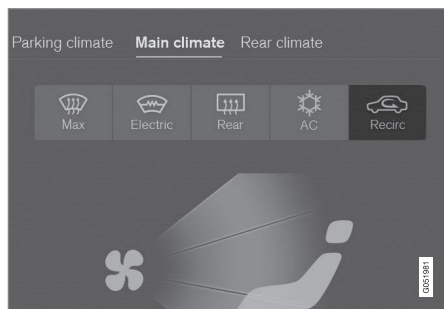 Parking climate Main climate Rear climate
Max Electric Rear AC Recirc
G051981